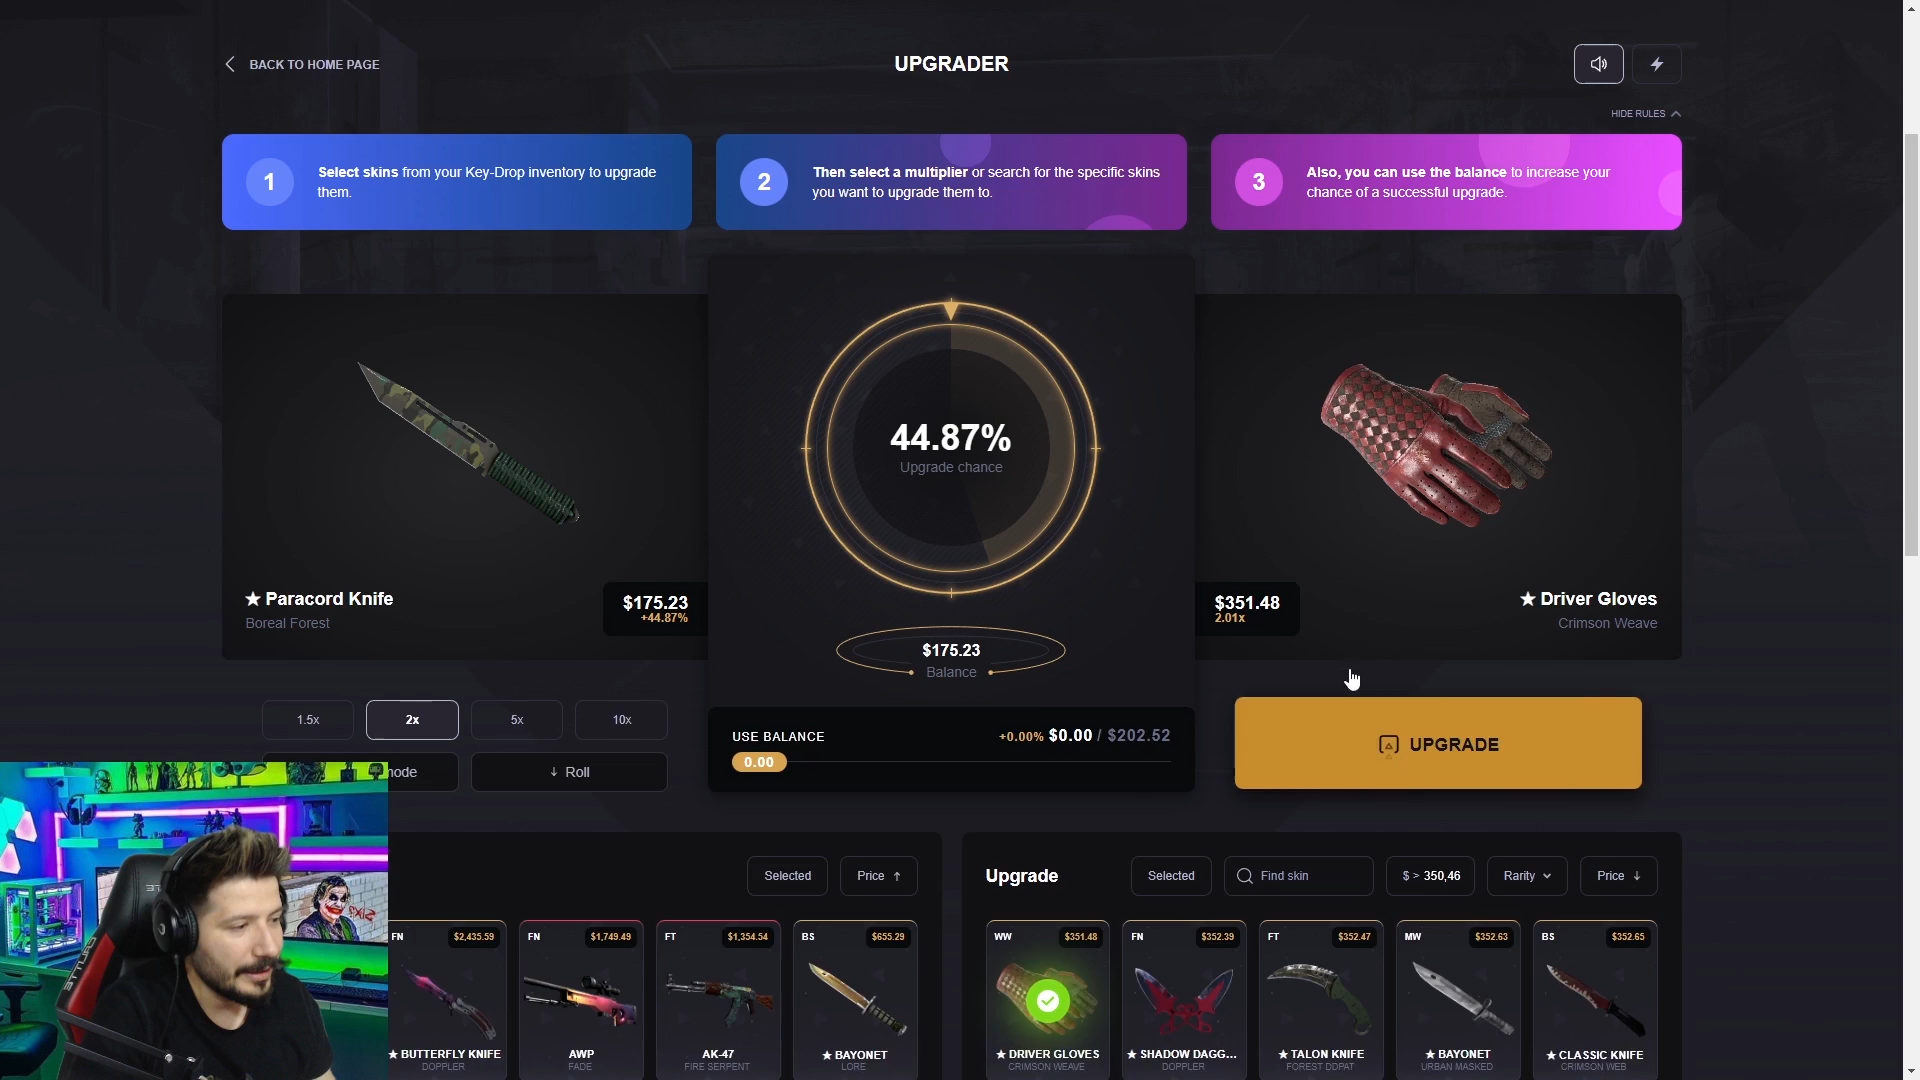 BACK TO HOME PAGE
UPGRADER
HIDE RULES
1
Select skins from your Key-Drop inventory to upgrade
them.
2
Then select a multiplier or search for the specific skins
you want to upgrade them to.
3
Also, you can use the balance to increase your
chance of a successful upgrade.
44.87%
Upgrade chance
★ Paracord Knife
Boreal Forest
$175.23
+44.87%
$351.48
2.01x
★ Driver Gloves
Crimson Weave
$175.23
Balance
1.5x
2x
5x
10x
USE BALANCE
+0.00% $0.00 / $202.52
0.00
UPGRADE
node
↓ Roll
Selected
Price ↑
Upgrade
Selected
Find skin
$ > 350,46
Rarity
Price ↓
FN
$2,435.59
★ BUTTERFLY KNIFE
DOPPLER
FN
$1,749.49
AWP
FADE
FT
$1,354.54
AK-47
FIRE SERPENT
BS
$655.29
★ BAYONET
LORE
WW
$351.48
★ DRIVER GLOVES
CRIMSON WEAVE
FN
$352.39
★ SHADOW DAGG...
DOPPLER
FT
$352.47
★ TALON KNIFE
FOREST DDPAT
MW
$352.63
★ BAYONET
URBAN MASKED
BS
$352.65
★ CLASSIC KNIFE
CRIMSON WEB